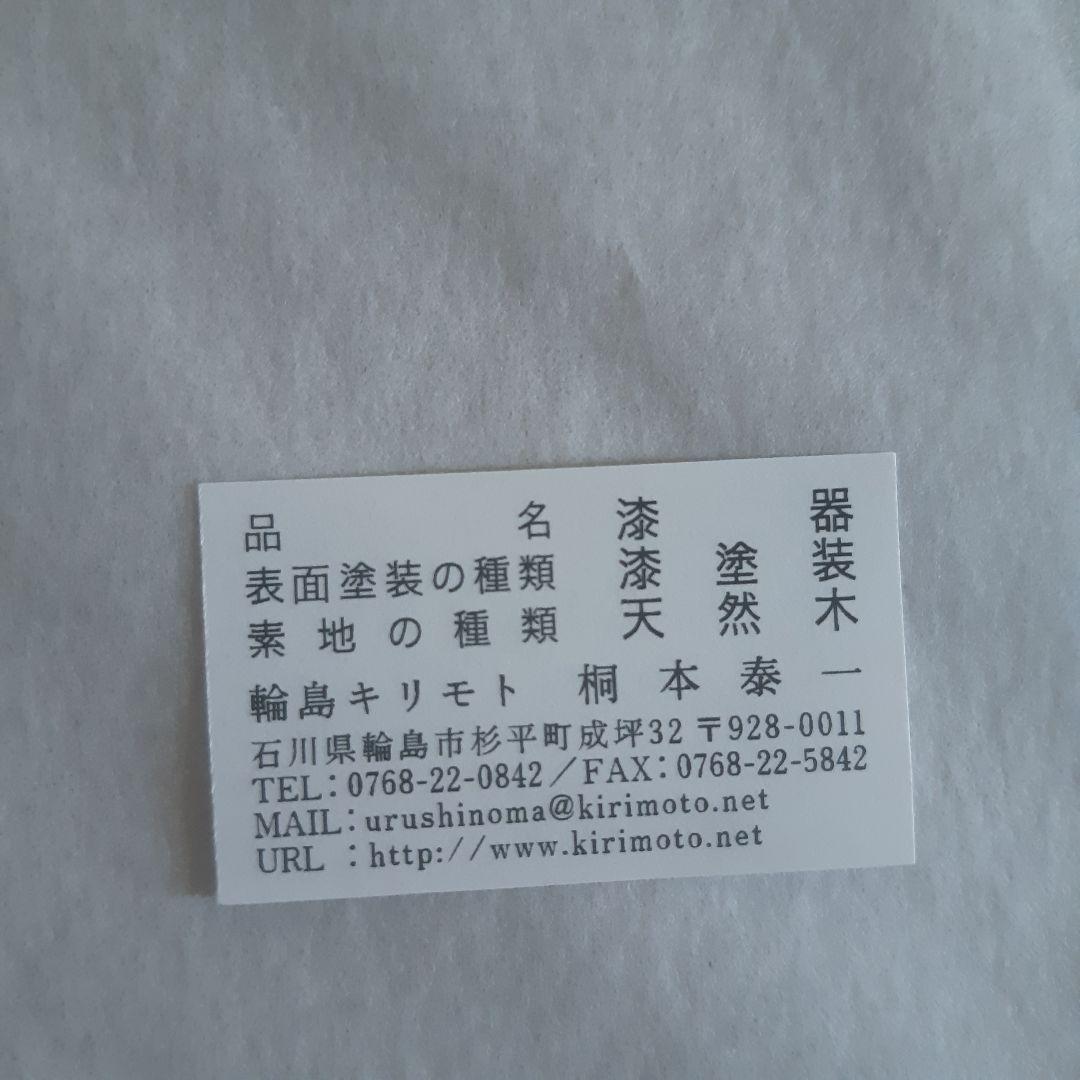 品名 漆器
表面塗装の種類 漆塗装
素地の種類 天然木
輪島キリモト 桐本泰一
石川県輪島市杉平町成坪32 〒928-0011
TEL：0768-22-0842／FAX：0768-22-5842
MAIL：urushinoma@kirimoto.net
URL ：http://www.kirimoto.net